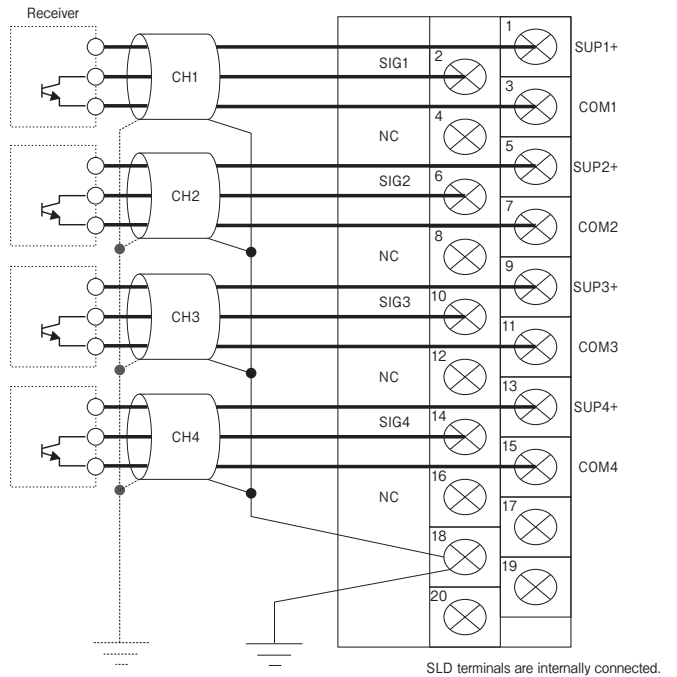 Receiver
1
SUP1+
SIG1
2
CH1
3
COM1
4
NC
5
SUP2+
SIG2
6
CH2
7
COM2
8
NC
9
SUP3+
SIG3
10
CH3
11
COM3
12
NC
13
SUP4+
SIG4
14
CH4
15
COM4
16
NC
17
18
19
20
SLD terminals are internally connected.